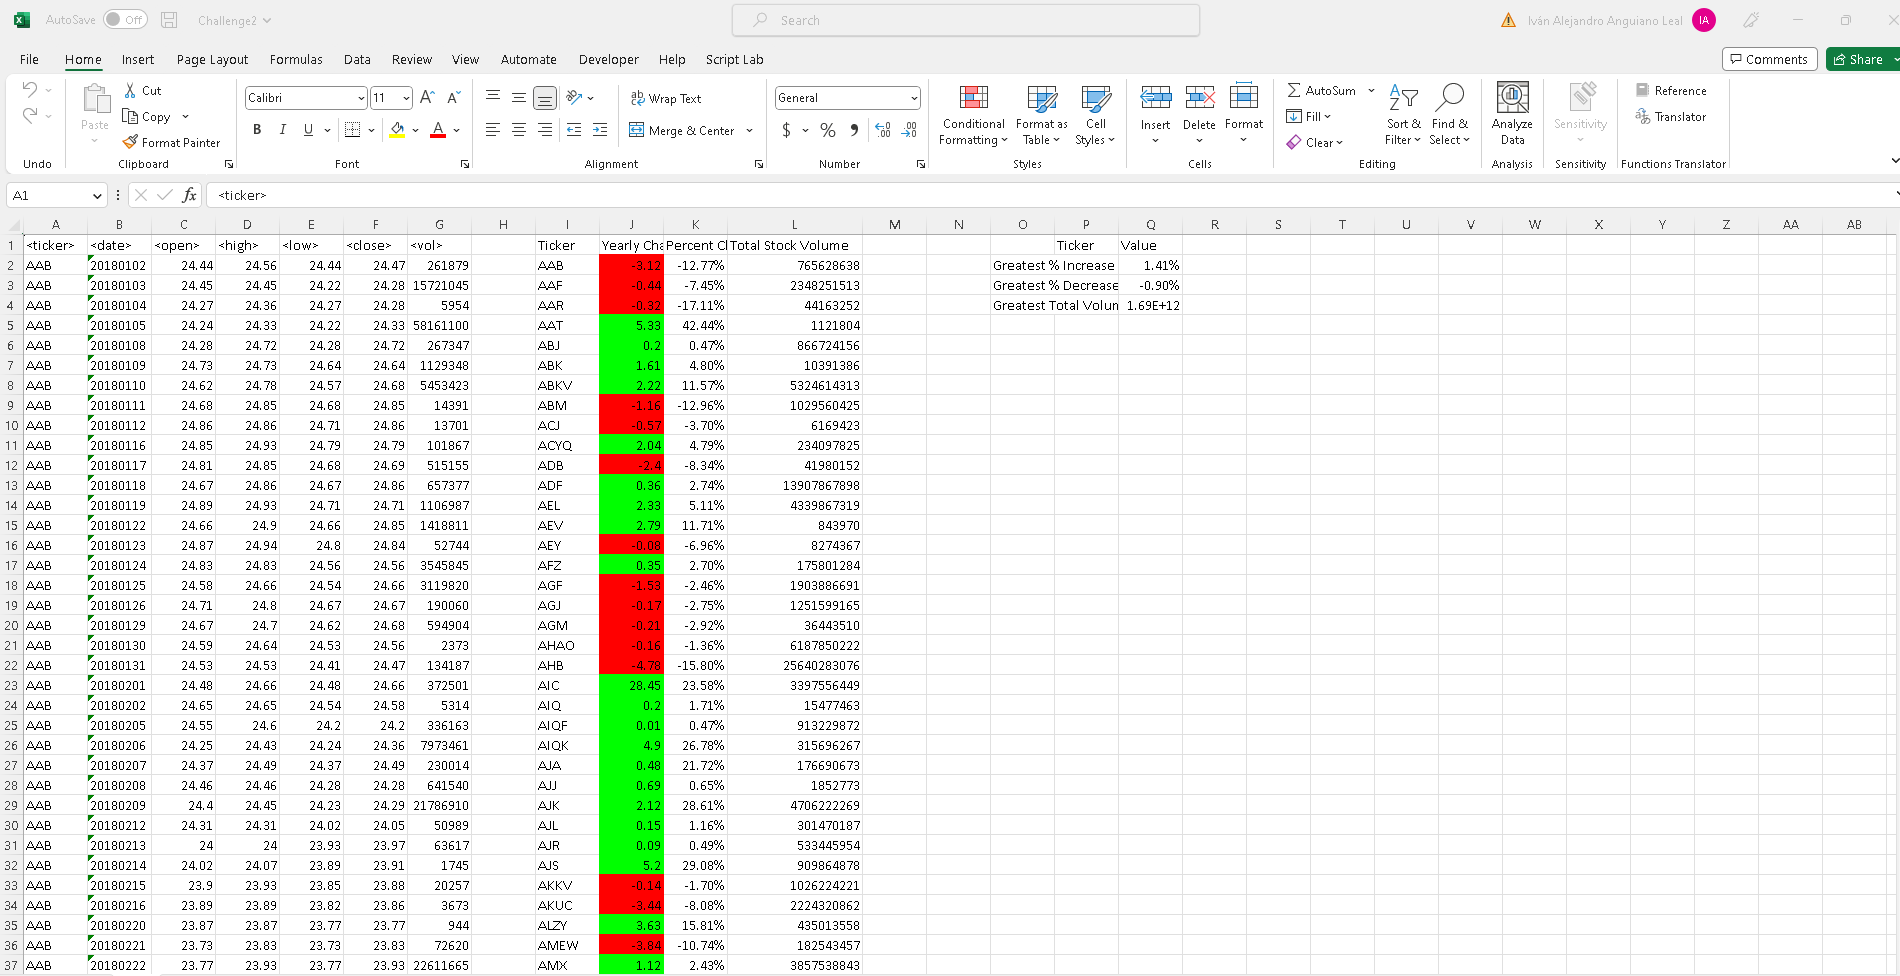 AutoSave Off Challenge2 Search Iván Alejandro Anguiano Leal IA
File Home Insert Page Layout Formulas Data Review View Automate Developer Help Script Lab Comments Share
Cut Calibri 11 Wrap Text General AutoSum Reference
Paste Copy Conditional Formatting Format as Table Cell Styles Insert Delete Format Fill Sort & Filter Find & Select Analyze Data Sensitivity Translator
Format Painter B I U A Merge & Center $ % Clear
Undo Clipboard Font Alignment Number Styles Cells Editing Analysis Sensitivity Functions Translator
A1 fx <ticker>
A B C D E F G H I J K L M N O P Q R S T U V W X Y Z AA AB
1 <ticker> <date> <open> <high> <low> <close> <vol> Ticker Yearly Cha Percent Cl Total Stock Volume Ticker Value
2 AAB 20180102 24.44 24.56 24.44 24.47 261879 AAB -3.12 -12.77% 765628638 Greatest % Increase 1.41%
3 AAB 20180103 24.45 24.45 24.22 24.28 15721045 AAF -0.44 -7.45% 2348251513 Greatest % Decrease -0.90%
4 AAB 20180104 24.27 24.36 24.27 24.28 5954 AAR -0.32 -17.11% 44163252 Greatest Total Volun 1.69E+12
5 AAB 20180105 24.24 24.33 24.22 24.33 58161100 AAT 5.33 42.44% 1121804
6 AAB 20180108 24.28 24.72 24.28 24.72 267347 ABJ 0.2 0.47% 866724156
7 AAB 20180109 24.73 24.73 24.64 24.64 1129348 ABK 1.61 4.80% 10391386
8 AAB 20180110 24.62 24.78 24.57 24.68 5453423 ABKV 2.22 11.57% 5324614313
9 AAB 20180111 24.68 24.85 24.68 24.85 14391 ABM -1.16 -12.96% 1029560425
10 AAB 20180112 24.86 24.86 24.71 24.86 13701 ACJ -0.57 -3.70% 6169423
11 AAB 20180116 24.85 24.93 24.79 24.79 101867 ACYQ 2.04 4.79% 234097825
12 AAB 20180117 24.81 24.85 24.68 24.69 515155 ADB -2.4 -8.34% 41980152
13 AAB 20180118 24.67 24.86 24.67 24.86 657377 ADF 0.36 2.74% 13907867898
14 AAB 20180119 24.89 24.93 24.71 24.71 1106987 AEL 2.33 5.11% 4339867319
15 AAB 20180122 24.66 24.9 24.66 24.85 1418811 AEV 2.79 11.71% 843970
16 AAB 20180123 24.87 24.94 24.8 24.84 52744 AEY -0.08 -6.96% 8274367
17 AAB 20180124 24.83 24.83 24.56 24.56 3545845 AFZ 0.35 2.70% 175801284
18 AAB 20180125 24.58 24.66 24.54 24.66 3119820 AGF -1.53 -2.46% 1903886691
19 AAB 20180126 24.71 24.8 24.67 24.67 190060 AGJ -0.17 -2.75% 1251599165
20 AAB 20180129 24.67 24.7 24.62 24.68 594904 AGM -0.21 -2.92% 36443510
21 AAB 20180130 24.59 24.64 24.53 24.56 2373 AHAO -0.16 -1.36% 6187850222
22 AAB 20180131 24.53 24.53 24.41 24.47 134187 AHB -4.78 -15.80% 25640283076
23 AAB 20180201 24.48 24.66 24.48 24.66 372501 AIC 28.45 23.58% 3397556449
24 AAB 20180202 24.65 24.65 24.54 24.58 5314 AIQ 0.2 1.71% 15477463
25 AAB 20180205 24.55 24.6 24.2 24.2 336163 AIQF 0.01 0.47% 913229872
26 AAB 20180206 24.25 24.43 24.24 24.36 7973461 AIQK 4.9 26.78% 315696267
27 AAB 20180207 24.37 24.49 24.37 24.49 230014 AJA 0.48 21.72% 176690673
28 AAB 20180208 24.46 24.46 24.28 24.28 641540 AJJ 0.69 0.65% 1852773
29 AAB 20180209 24.4 24.45 24.23 24.29 21786910 AJK 2.12 28.61% 4706222269
30 AAB 20180212 24.31 24.31 24.02 24.05 50989 AJL 0.15 1.16% 301470187
31 AAB 20180213 24 24 23.93 23.97 63617 AJR 0.09 0.49% 533445954
32 AAB 20180214 24.02 24.07 23.89 23.91 1745 AJS 5.2 29.08% 909864878
33 AAB 20180215 23.9 23.93 23.85 23.88 20257 AKKV -0.14 -1.70% 1026224221
34 AAB 20180216 23.89 23.89 23.82 23.86 3673 AKUC -3.44 -8.08% 2224320862
35 AAB 20180220 23.87 23.87 23.77 23.77 944 ALZY 3.63 15.81% 435013558
36 AAB 20180221 23.73 23.83 23.73 23.83 72620 AMEW -3.84 -10.74% 182543457
37 AAB 20180222 23.77 23.93 23.77 23.93 22611665 AMX 1.12 2.43% 3857538843